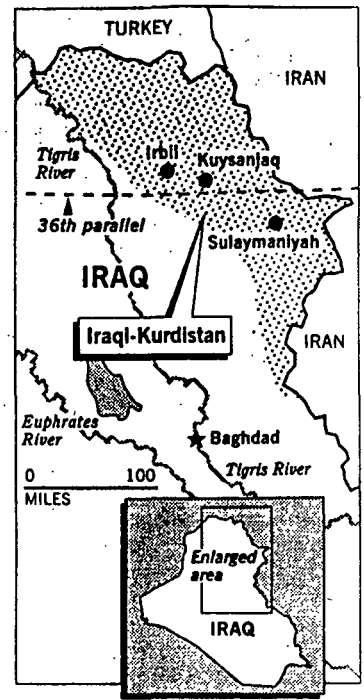 TURKEY
IRAN
Tigris
River
Irbil
Kuysanjaq
36th parallel
Sulaymaniyah
IRAQ
Iraqi-Kurdistan
IRAN
Euphrates
River
Baghdad
Tigris River
0 100
MILES
Enlarged
area
IRAQ